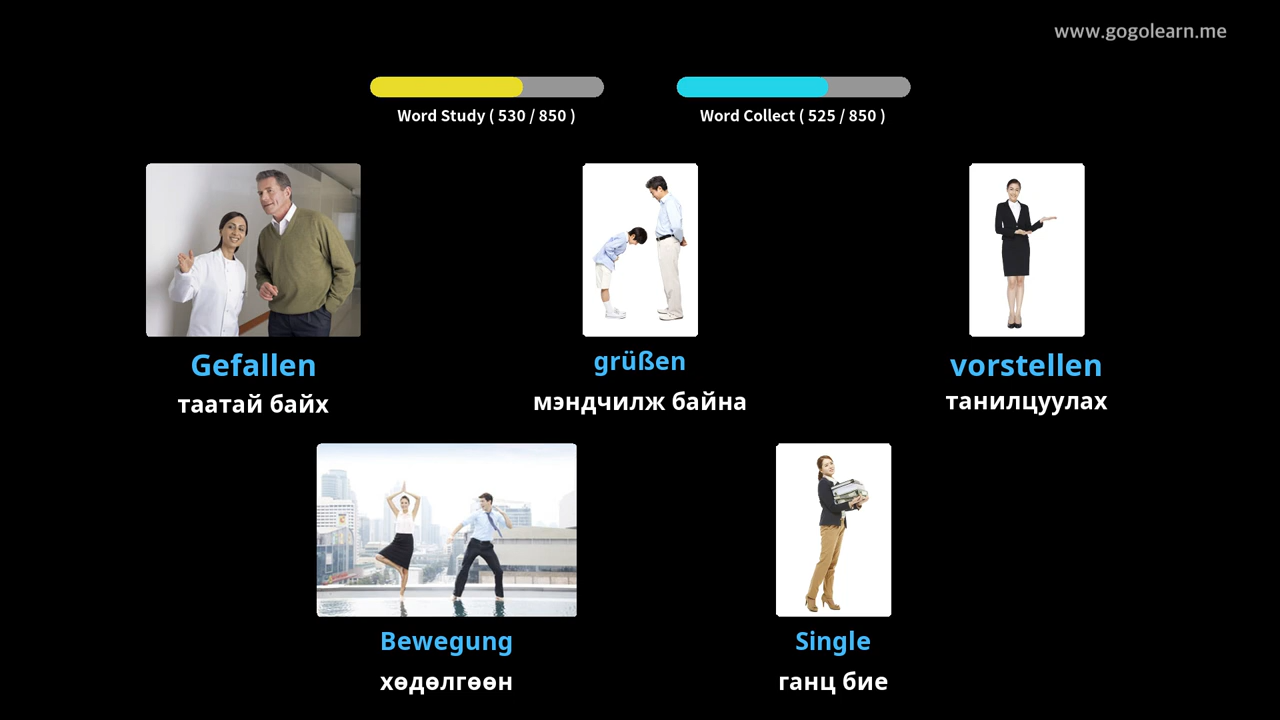 www.gogolearn.me
Word Study ( 530 / 850 )
Word Collect ( 525 / 850 )
Gefallen
таатай байх
grüßen
мэндчилж байна
vorstellen
танилцуулах
Bewegung
хөдөлгөөн
Single
ганц бие